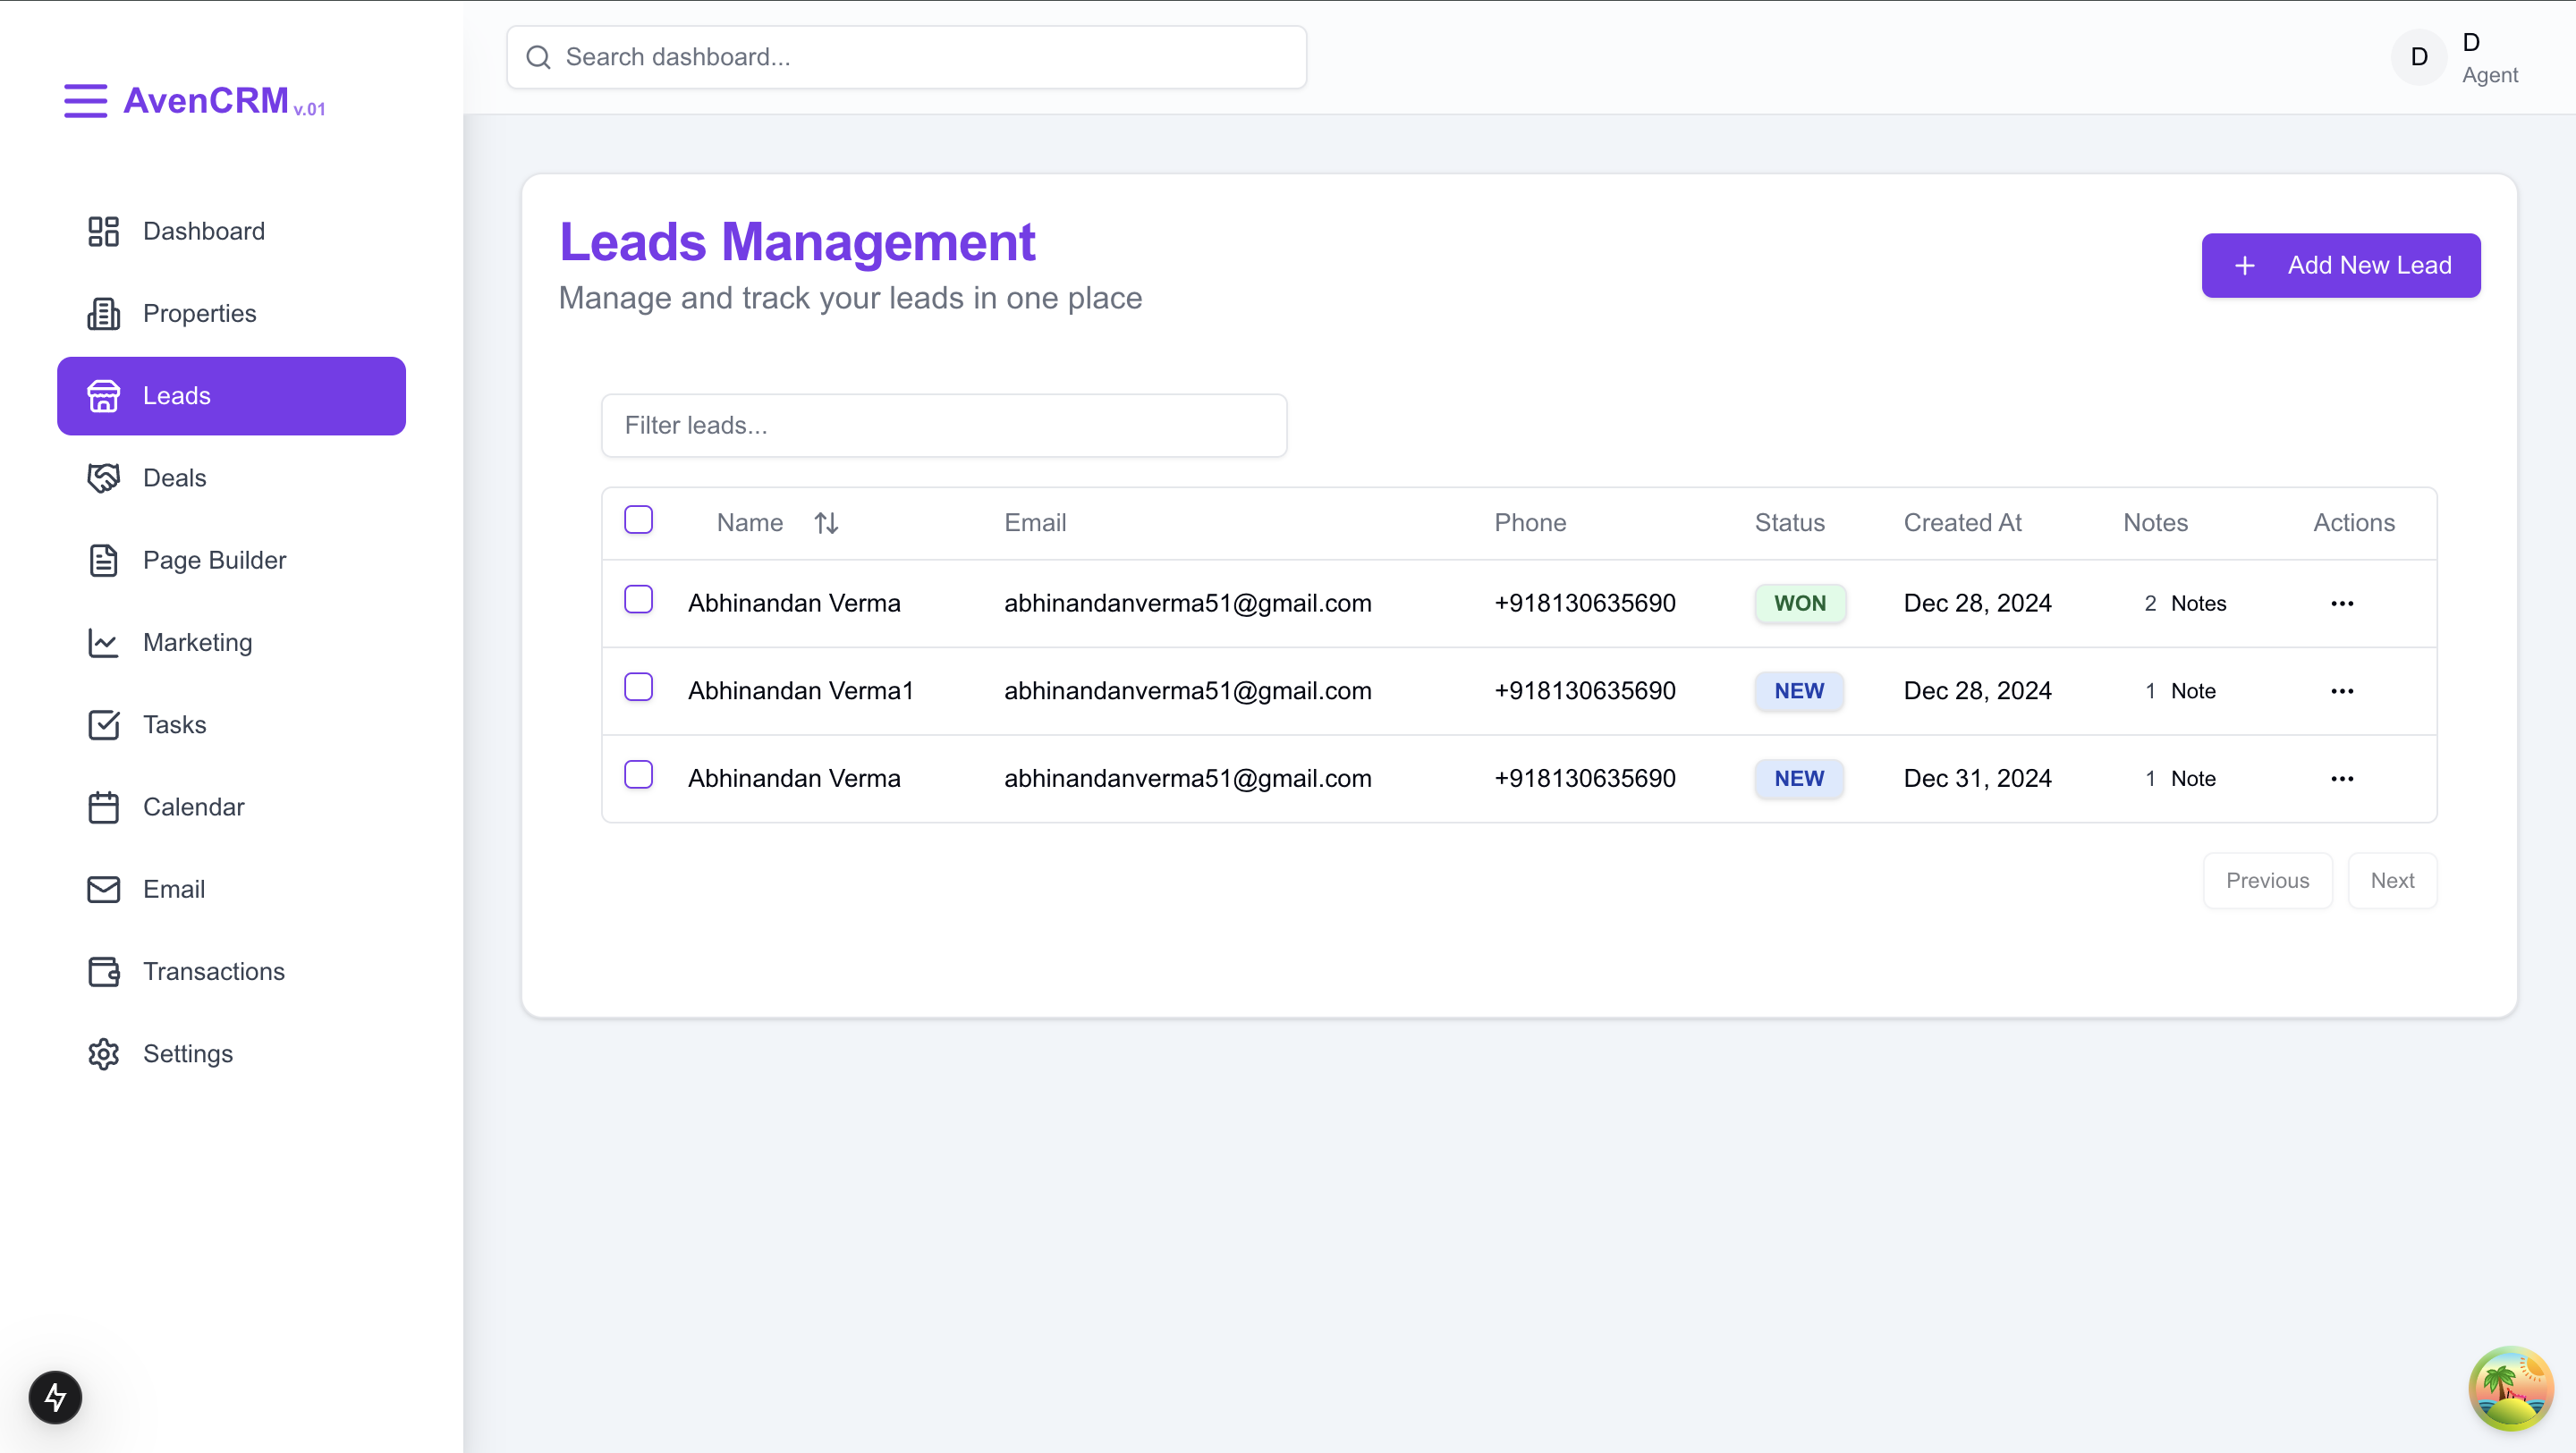 Search dashboard...
D
D
Agent
AvenCRM v.01
Dashboard
Properties
Leads
Deals
Page Builder
Marketing
Tasks
Calendar
Email
Transactions
Settings
Leads Management
Manage and track your leads in one place
Add New Lead
Filter leads...
Name Email Phone Status Created At Notes Actions
Abhinandan Verma abhinandanverma51@gmail.com +918130635690 WON Dec 28, 2024 2 Notes
Abhinandan Verma1 abhinandanverma51@gmail.com +918130635690 NEW Dec 28, 2024 1 Note
Abhinandan Verma abhinandanverma51@gmail.com +918130635690 NEW Dec 31, 2024 1 Note
Previous Next